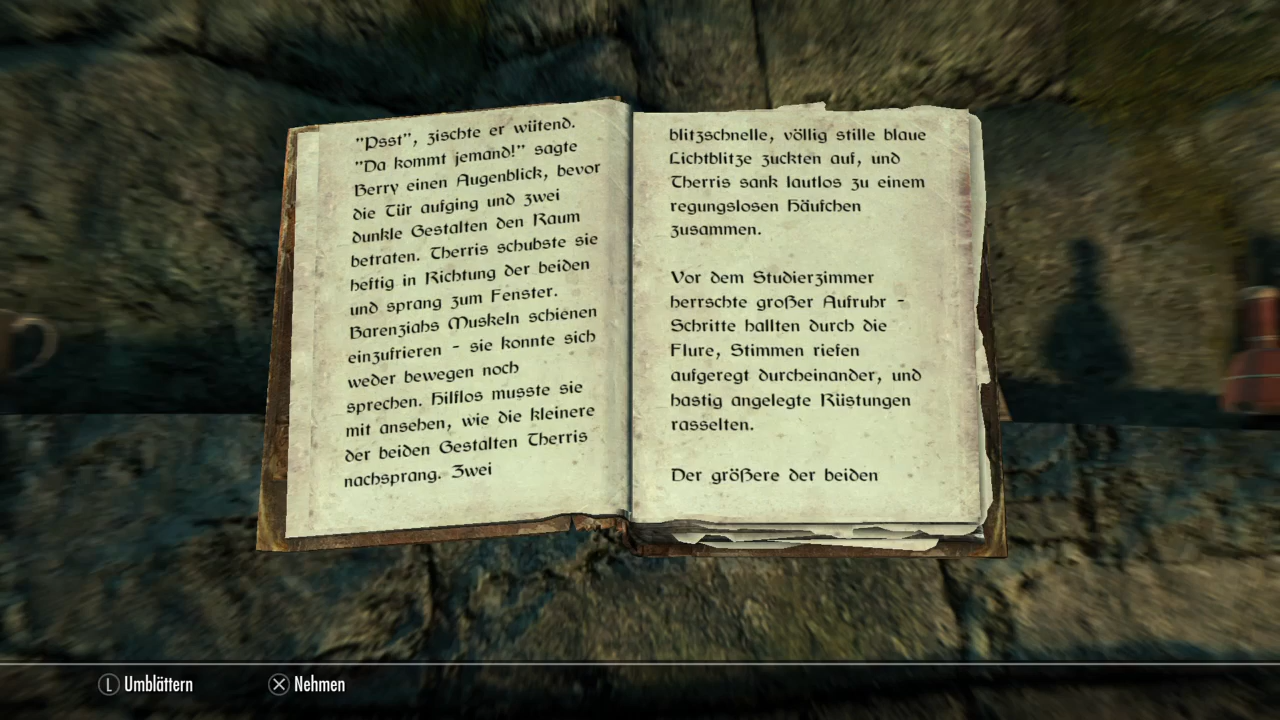 "Psst", zischte er wütend.
"Da kommt jemand!" sagte
Berry einen Augenblick, bevor
die Tür aufging und zwei
dunkle Gestalten den Raum
betraten. Therris schubste sie
heftig in Richtung der beiden
und sprang zum Fenster.
Barenziahs Muskeln schienen
einzufrieren - sie konnte sich
weder bewegen noch
sprechen. Hilflos musste sie
mit ansehen, wie die kleinere
der beiden Gestalten Therris
nachsprang. Zwei
blitzschnelle, völlig stille blaue
Lichtblitze zuckten auf, und
Therris sank lautlos zu einem
regungslosen Häufchen
zusammen.
Vor dem Studierzimmer
herrschte großer Aufruhr -
Schritte hallten durch die
Flure, Stimmen riefen
aufgeregt durcheinander, und
hastig angelegte Rüstungen
rasselten.
Der größere der beiden
L Umblättern
X Nehmen